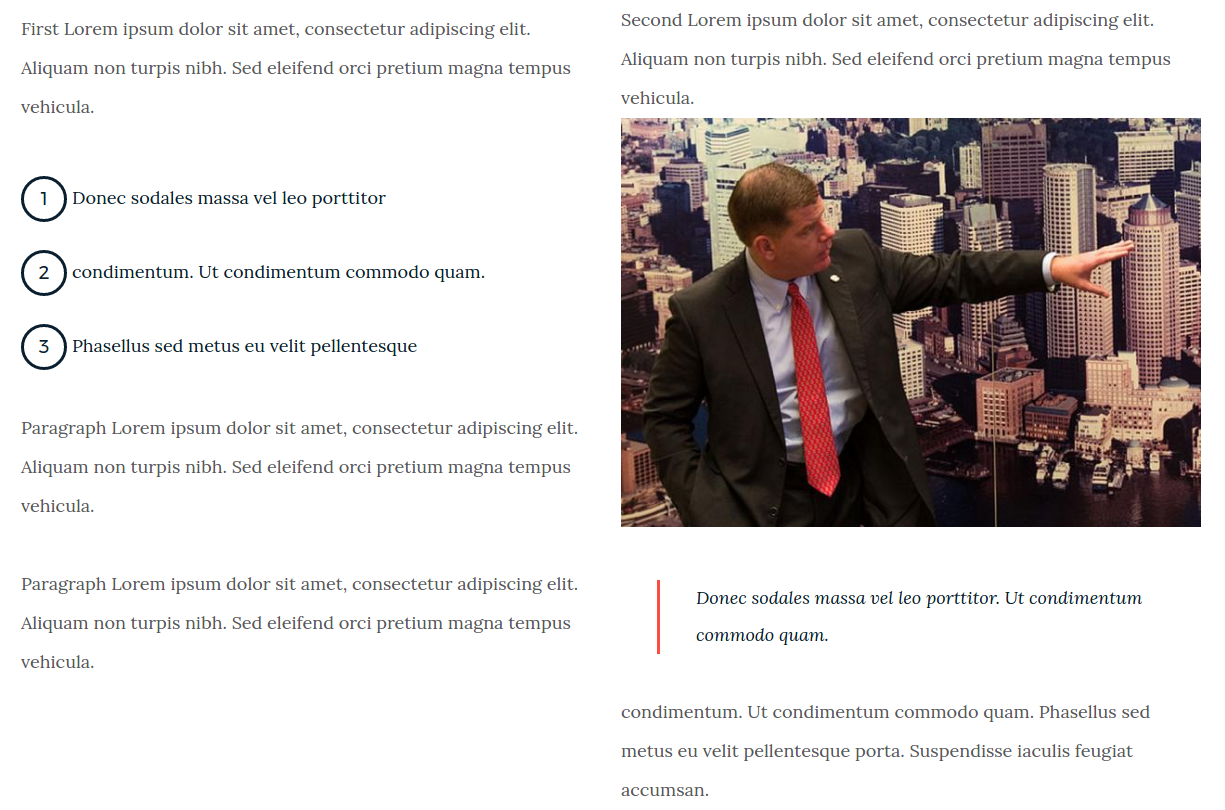 First Lorem ipsum dolor sit amet, consectetur adipiscing elit.
Aliquam non turpis nibh. Sed eleifend orci pretium magna tempus
vehicula.
1 Donec sodales massa vel leo porttitor
2 condimentum. Ut condimentum commodo quam.
3 Phasellus sed metus eu velit pellentesque
Paragraph Lorem ipsum dolor sit amet, consectetur adipiscing elit.
Aliquam non turpis nibh. Sed eleifend orci pretium magna tempus
vehicula.
Paragraph Lorem ipsum dolor sit amet, consectetur adipiscing elit.
Aliquam non turpis nibh. Sed eleifend orci pretium magna tempus
vehicula.
Second Lorem ipsum dolor sit amet, consectetur adipiscing elit.
Aliquam non turpis nibh. Sed eleifend orci pretium magna tempus
vehicula.
Donec sodales massa vel leo porttitor. Ut condimentum
commodo quam.
condimentum. Ut condimentum commodo quam. Phasellus sed
metus eu velit pellentesque porta. Suspendisse iaculis feugiat
accumsan.